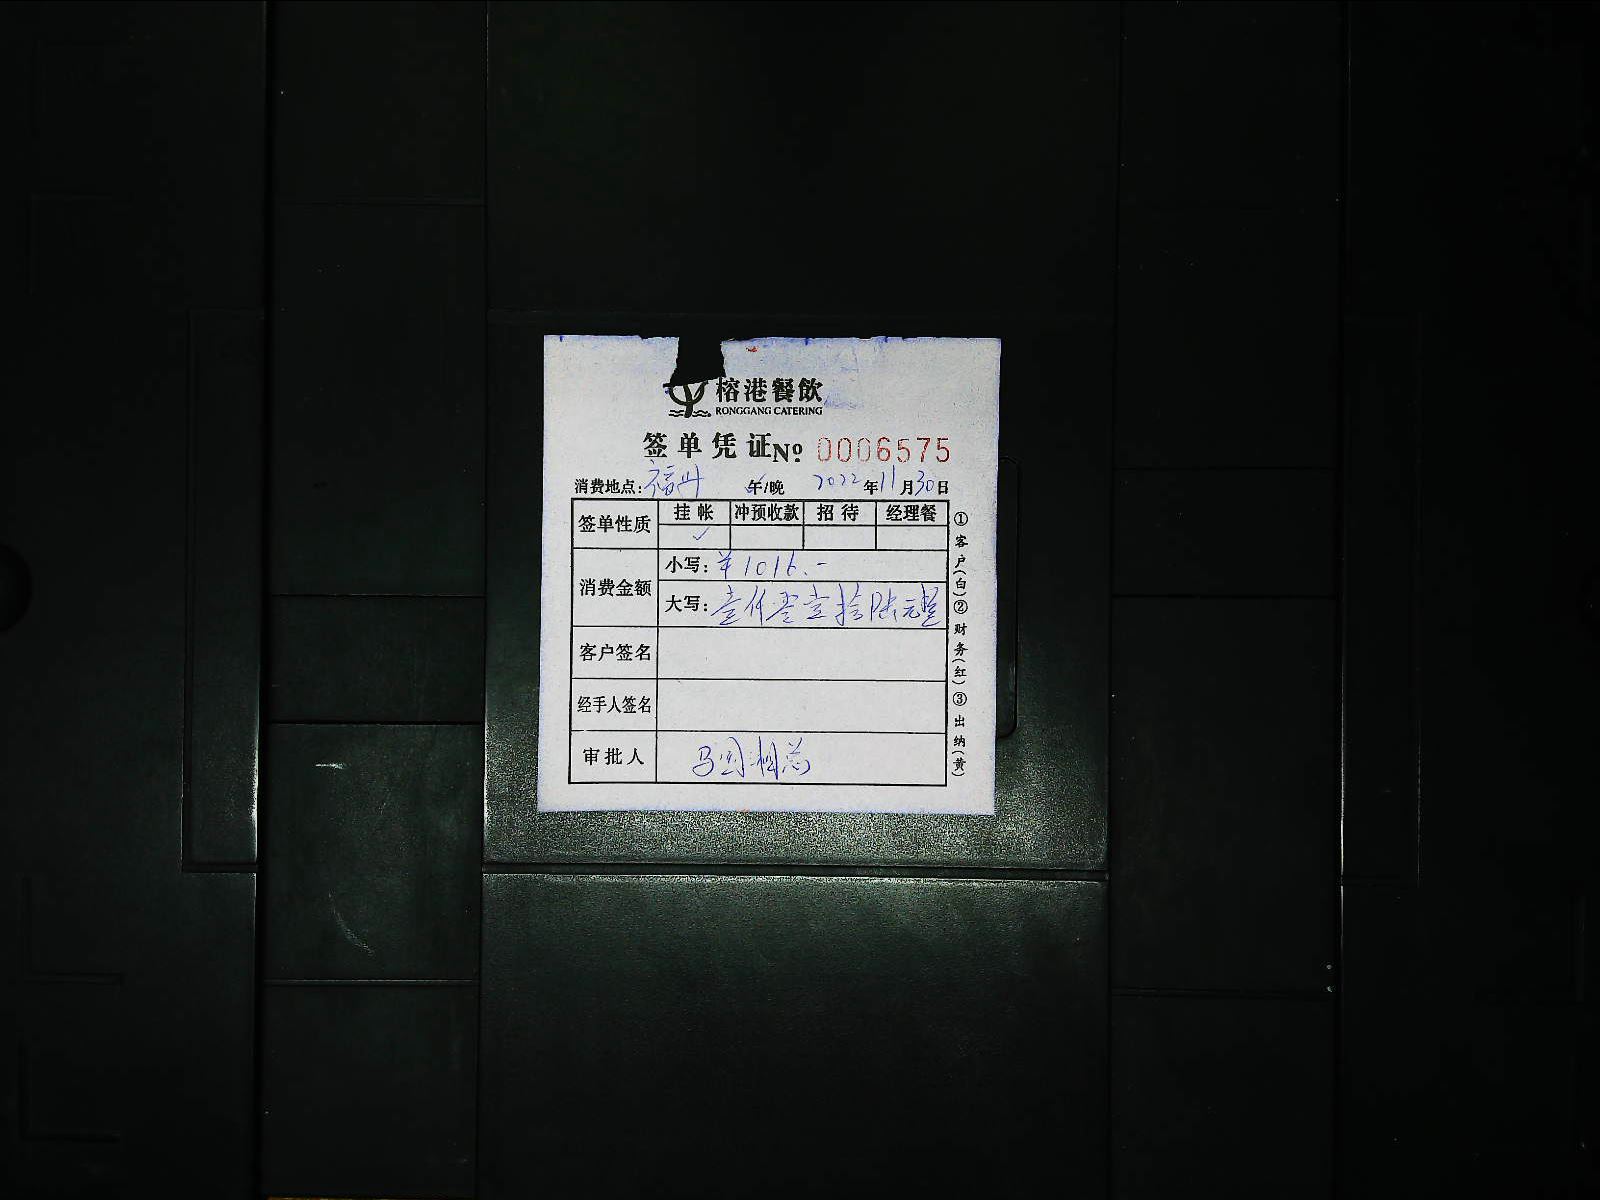 榕港餐飲
RONGGANG CATERING
签单凭证№ 0006575
消费地点: 午/晚 2022年11月30日
签单性质 挂帐 冲预收款 招待 经理餐
✓
消费金额 小写: ¥1016.-
大写: 壹仟零壹拾陆元整
客户签名
经手人签名
审批人
①客户(白)②财务(红)③出纳(黄)